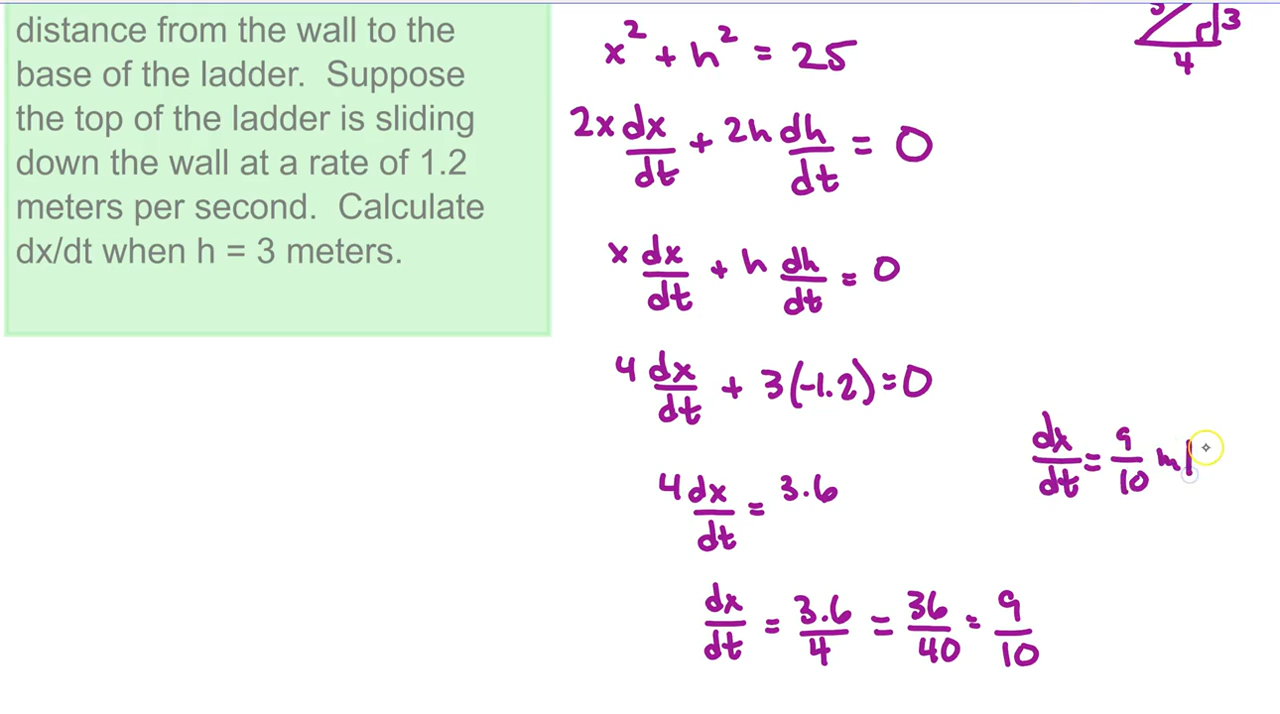 distance from the wall to the
base of the ladder. Suppose
the top of the ladder is sliding
down the wall at a rate of 1.2
meters per second. Calculate
dx/dt when h = 3 meters.
x² + h² = 25
2x dx/dt + 2h dh/dt = 0
x dx/dt + h dh/dt = 0
4 dx/dt + 3(-1.2) = 0
4 dx/dt = 3.6
dx/dt = 3.6/4 = 36/40 = 9/10
3
4
dx/dt = 9/10 m